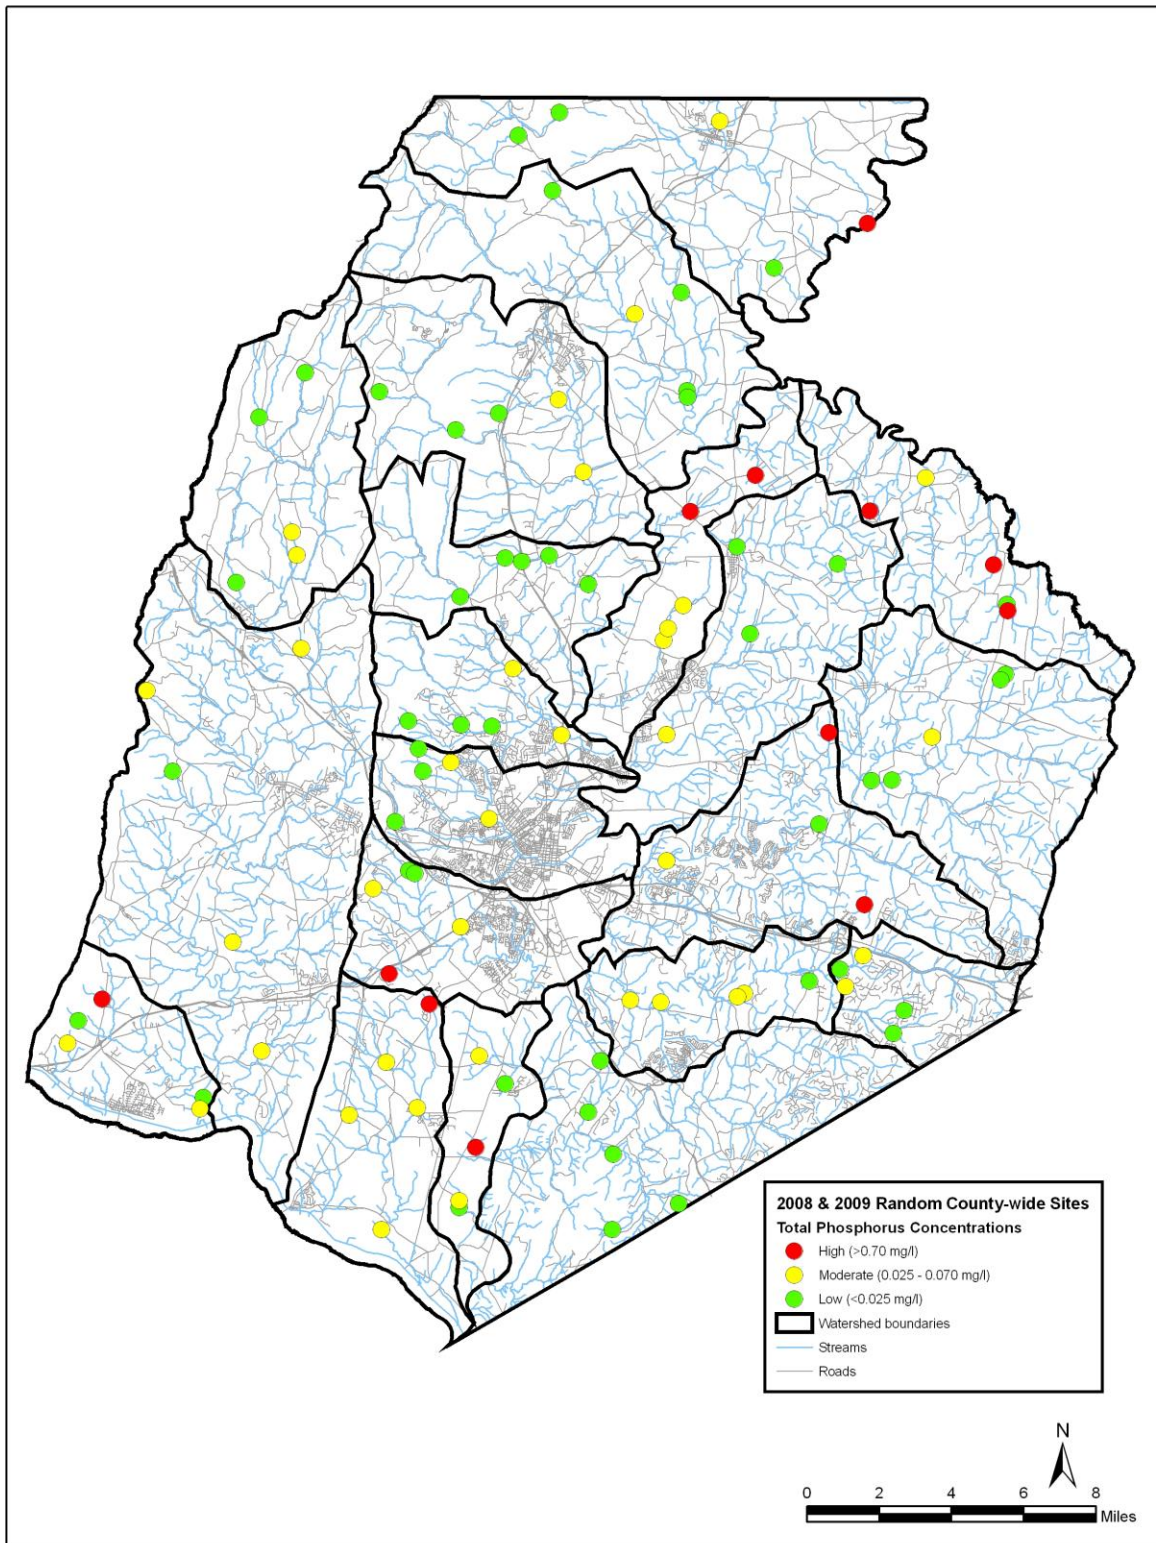 2008 & 2009 Random County-wide Sites
Total Phosphorus Concentrations
High (>0.70 mg/l)
Moderate (0.025 - 0.070 mg/l)
Low (<0.025 mg/l)
Watershed boundaries
Streams
Roads
N
0 2 4 6 8
Miles